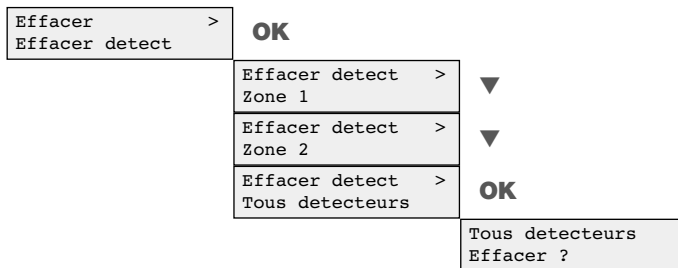 Effacer >
Effacer detect
OK
Effacer detect >
Zone 1
▼
Effacer detect >
Zone 2
▼
Effacer detect >
Tous detecteurs
OK
Tous detecteurs
Effacer ?